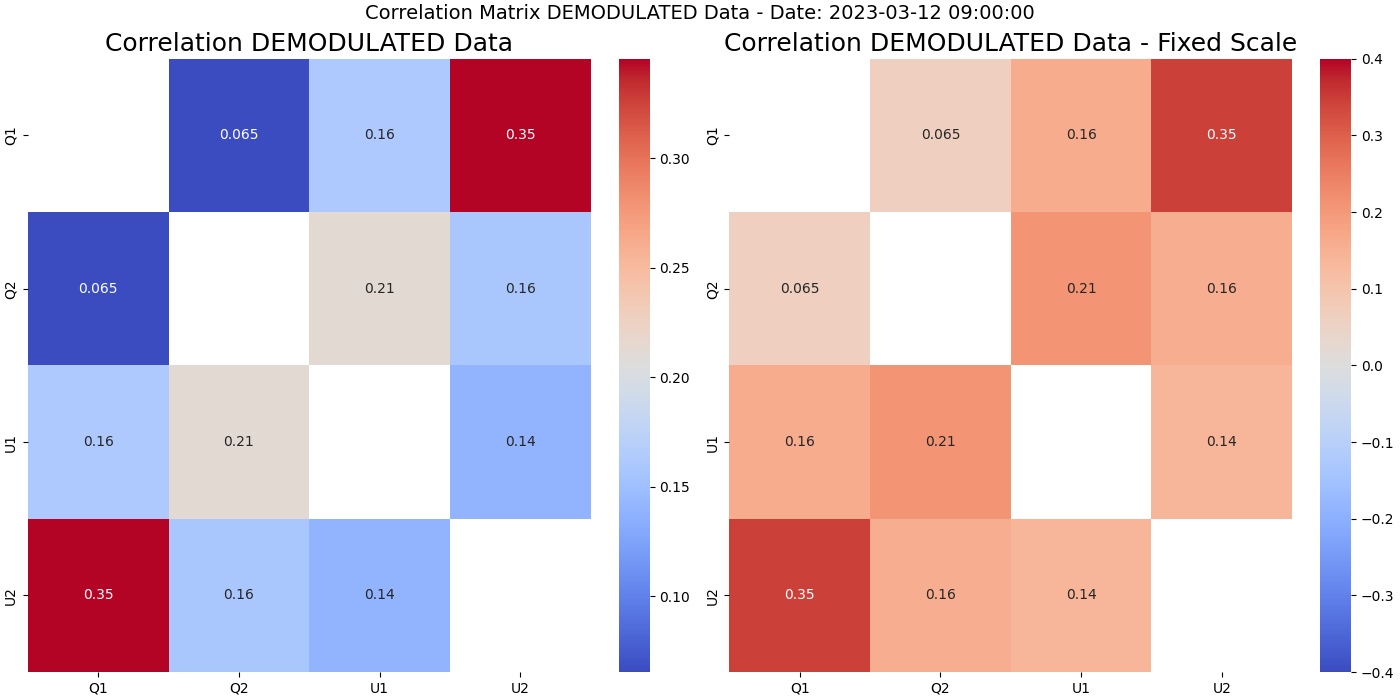 Correlation Matrix DEMODULATED Data - Date: 2023-03-12 09:00:00
Correlation DEMODULATED Data
Q1 0.065 0.16 0.35
Q2 0.065 0.21 0.16
U1 0.16 0.21 0.14
U2 0.35 0.16 0.14
Q1 Q2 U1 U2
0.30
0.25
0.20
0.15
0.10
Correlation DEMODULATED Data - Fixed Scale
Q1 0.065 0.16 0.35
Q2 0.065 0.21 0.16
U1 0.16 0.21 0.14
U2 0.35 0.16 0.14
Q1 Q2 U1 U2
0.4
0.3
0.2
0.1
0.0
−0.1
−0.2
−0.3
−0.4